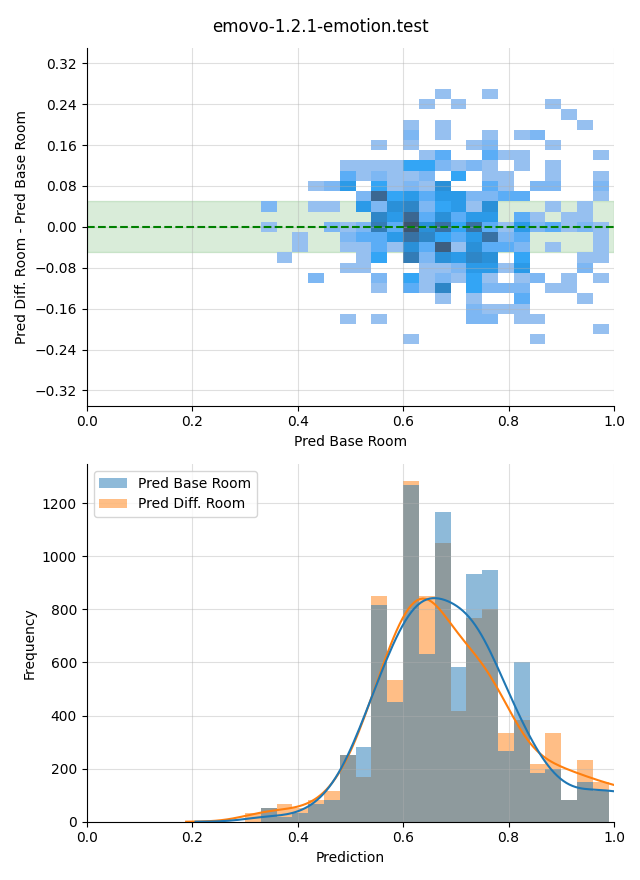 emovo-1.2.1-emotion.test
0.32
0.24
0.16
0.08
0.00
−0.08
−0.16
−0.24
−0.32
Pred Diff. Room - Pred Base Room
0.0 0.2 0.4 0.6 0.8 1.0
Pred Base Room
Pred Base Room
Pred Diff. Room
1200
1000
800
600
400
200
0
Frequency
0.0 0.2 0.4 0.6 0.8 1.0
Prediction